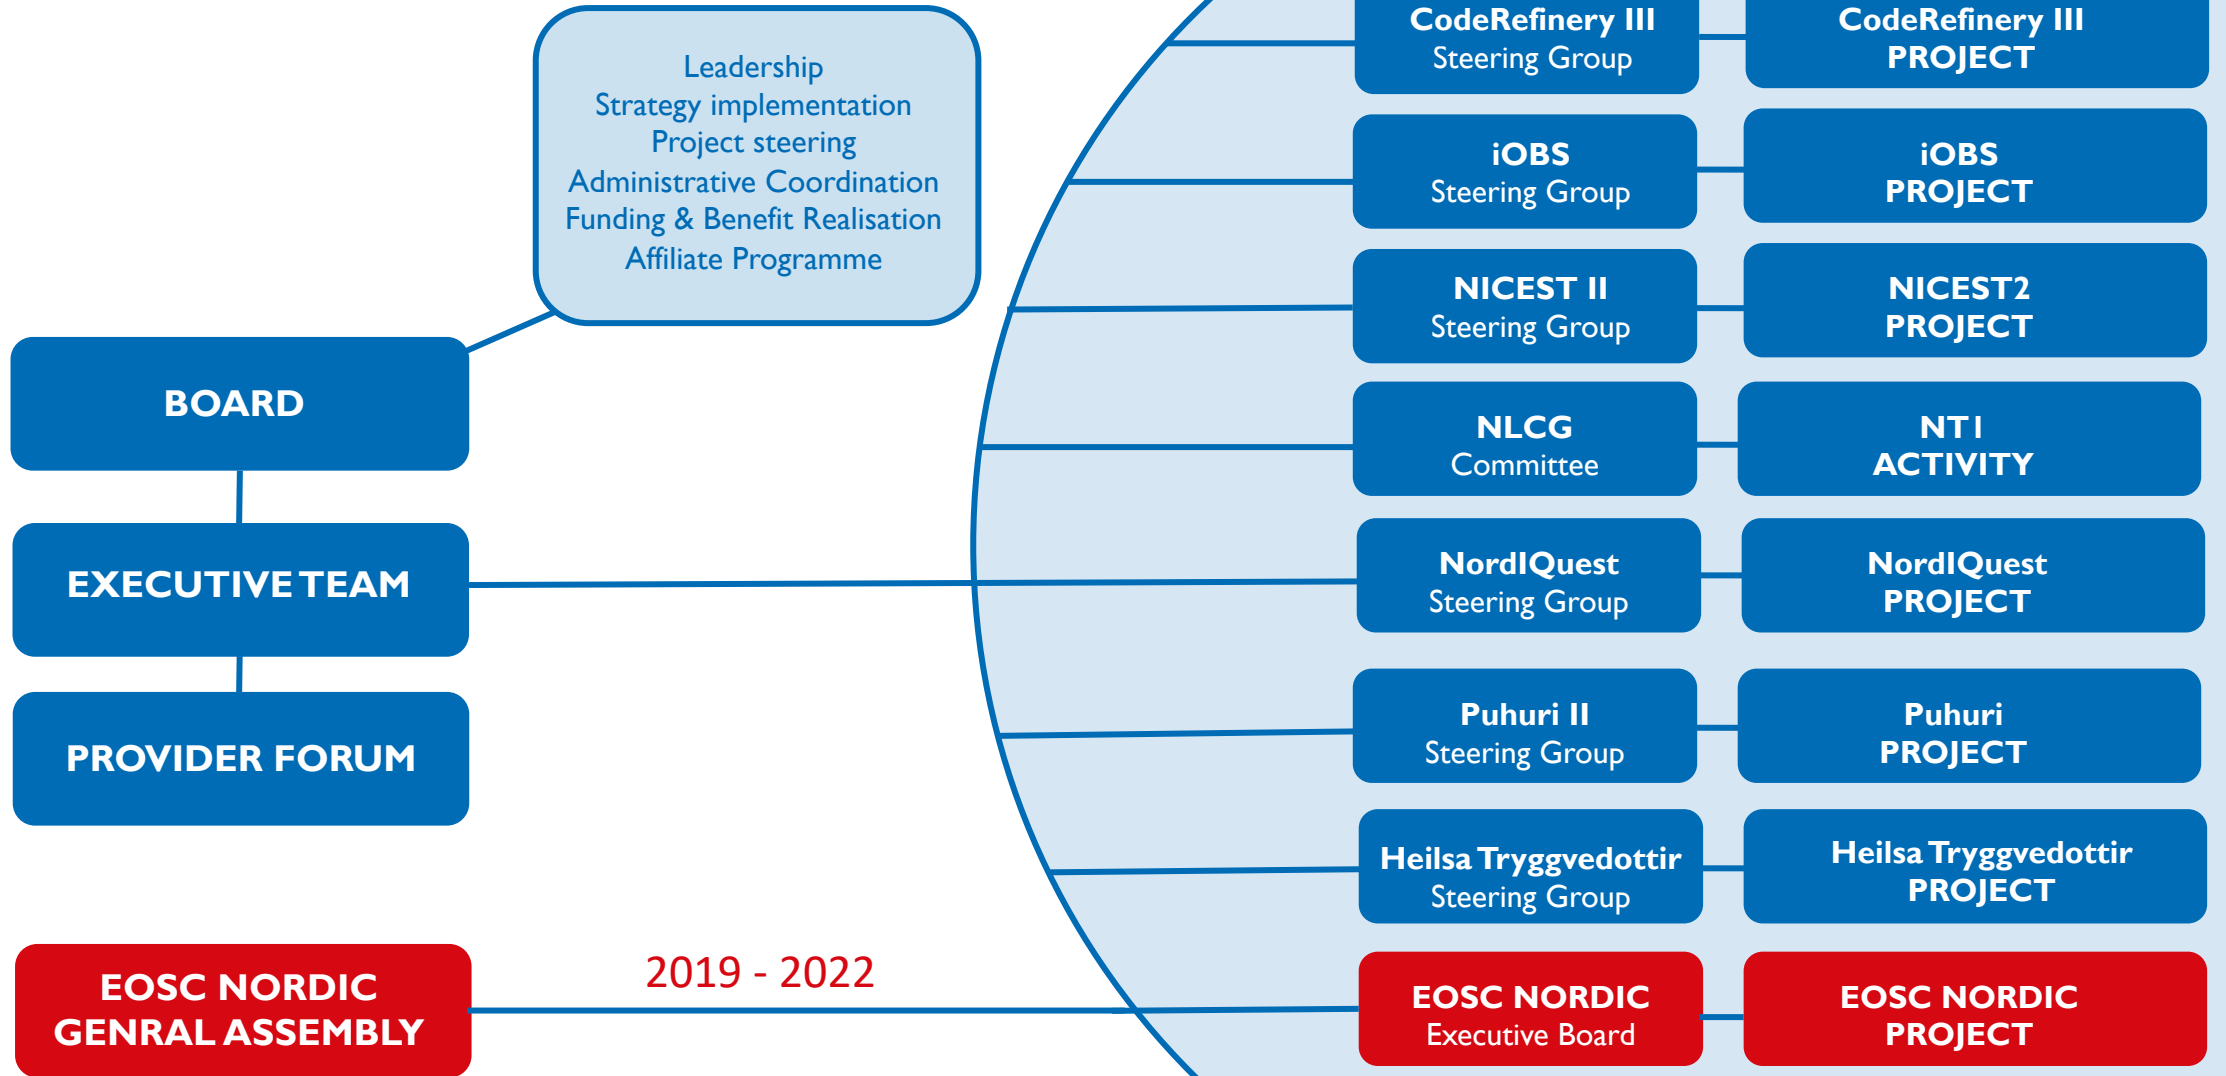 Leadership
Strategy implementation
Project steering
Administrative Coordination
Funding & Benefit Realisation
Affiliate Programme
BOARD
EXECUTIVE TEAM
PROVIDER FORUM
EOSC NORDIC
GENRAL ASSEMBLY
2019 - 2022
CodeRefinery III
Steering Group
CodeRefinery III
PROJECT
iOBS
Steering Group
iOBS
PROJECT
NICEST II
Steering Group
NICEST2
PROJECT
NLCG
Committee
NT1
ACTIVITY
NordIQuest
Steering Group
NordIQuest
PROJECT
Puhuri II
Steering Group
Puhuri
PROJECT
Heilsa Tryggvedottir
Steering Group
Heilsa Tryggvedottir
PROJECT
EOSC NORDIC
Executive Board
EOSC NORDIC
PROJECT